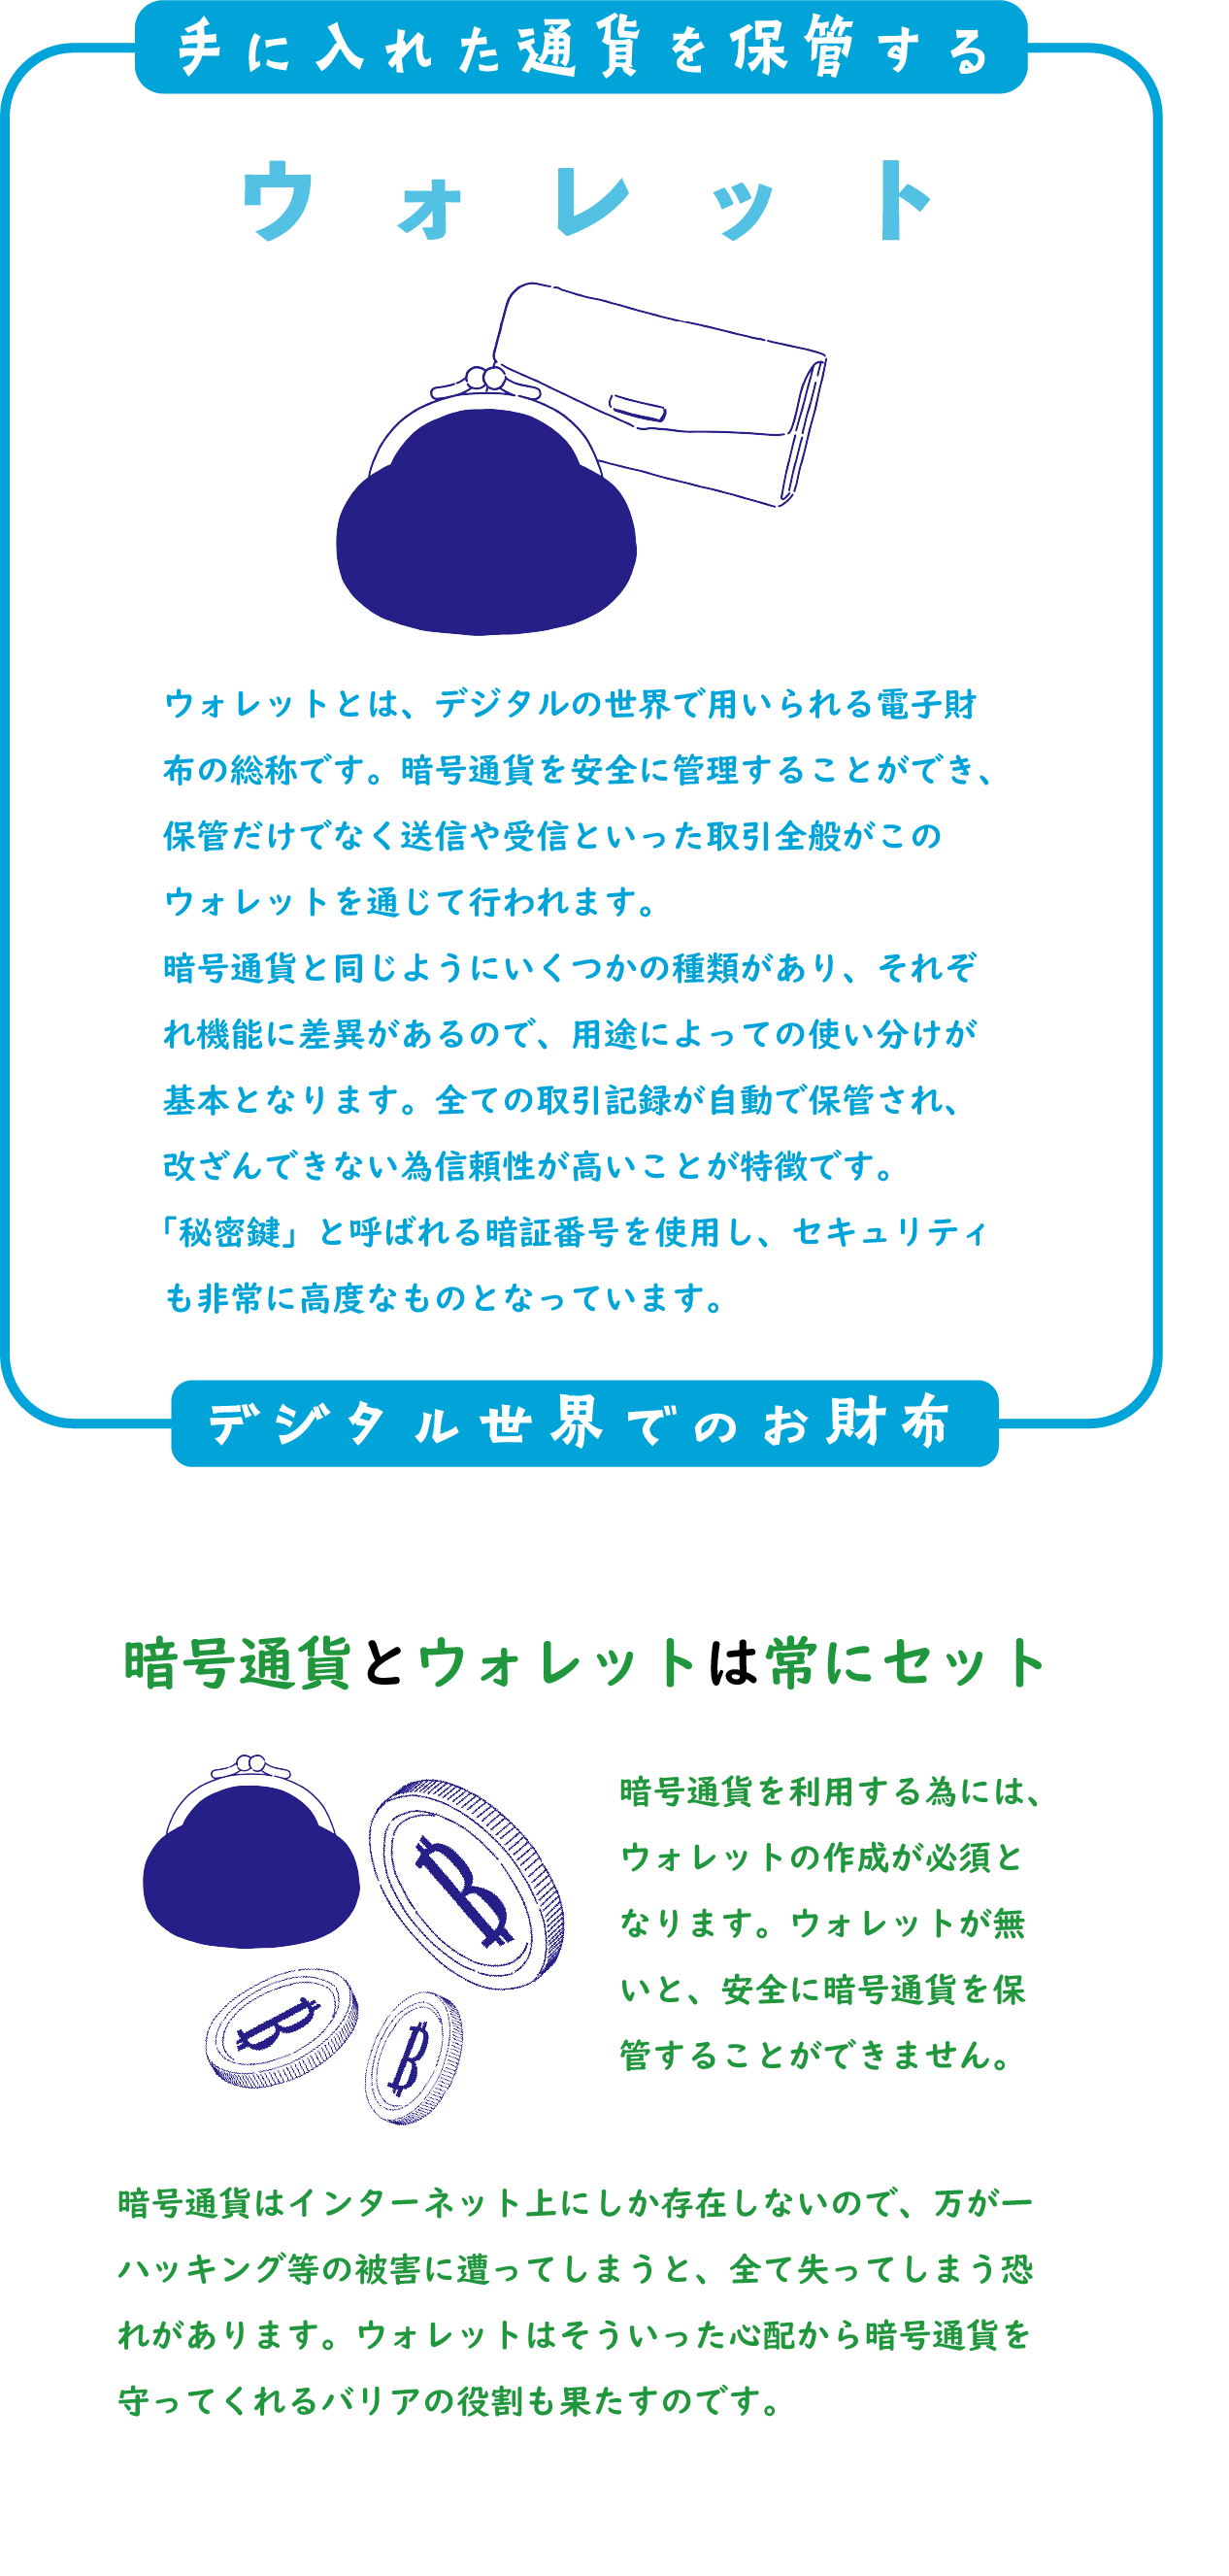 手に入れた通貨を保管する
ウォレット
ウォレットとは、デジタルの世界で用いられる電子財
布の総称です。暗号通貨を安全に管理することができ、
保管だけでなく送信や受信といった取引全般がこの
ウォレットを通じて行われます。
暗号通貨と同じようにいくつかの種類があり、それぞ
れ機能に差異があるので、用途によっての使い分けが
基本となります。全ての取引記録が自動で保管され、
改ざんできない為信頼性が高いことが特徴です。
「秘密鍵」と呼ばれる暗証番号を使用し、セキュリティ
も非常に高度なものとなっています。
デジタル世界でのお財布
暗号通貨とウォレットは常にセット
暗号通貨を利用する為には、
ウォレットの作成が必須と
なります。ウォレットが無
いと、安全に暗号通貨を保
管することができません。
暗号通貨はインターネット上にしか存在しないので、万が一
ハッキング等の被害に遭ってしまうと、全て失ってしまう恐
れがあります。ウォレットはそういった心配から暗号通貨を
守ってくれるバリアの役割も果たすのです。